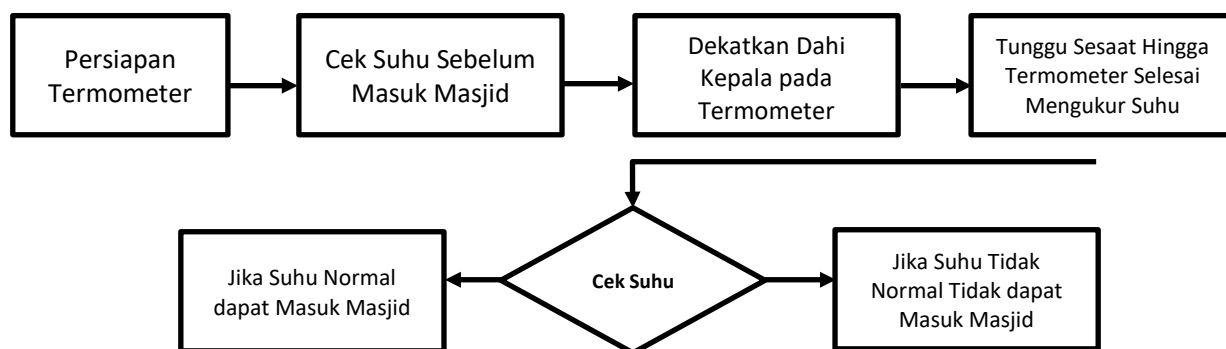 Persiapan
Termometer
Cek Suhu Sebelum
Masuk Masjid
Dekatkan Dahi
Kepala pada
Termometer
Tunggu Sesaat Hingga
Termometer Selesai
Mengukur Suhu
Jika Suhu Normal
dapat Masuk Masjid
Cek Suhu
Jika Suhu Tidak
Normal Tidak dapat
Masuk Masjid